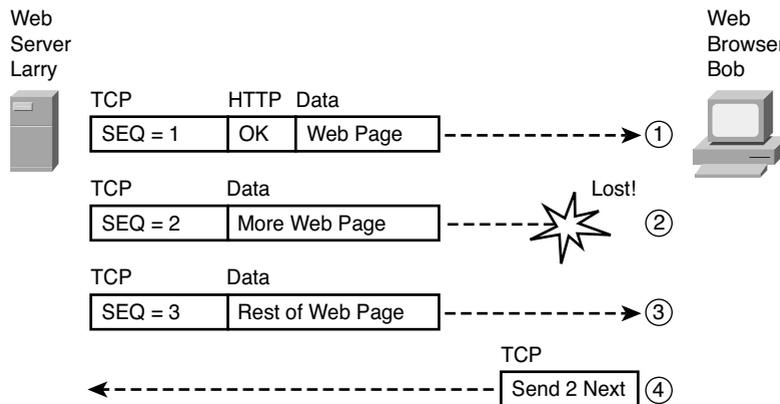 Web
Server
Larry
Web
Browser
Bob
TCP HTTP Data
SEQ = 1 OK Web Page 1
TCP Data Lost!
SEQ = 2 More Web Page 2
TCP Data
SEQ = 3 Rest of Web Page 3
TCP
Send 2 Next 4